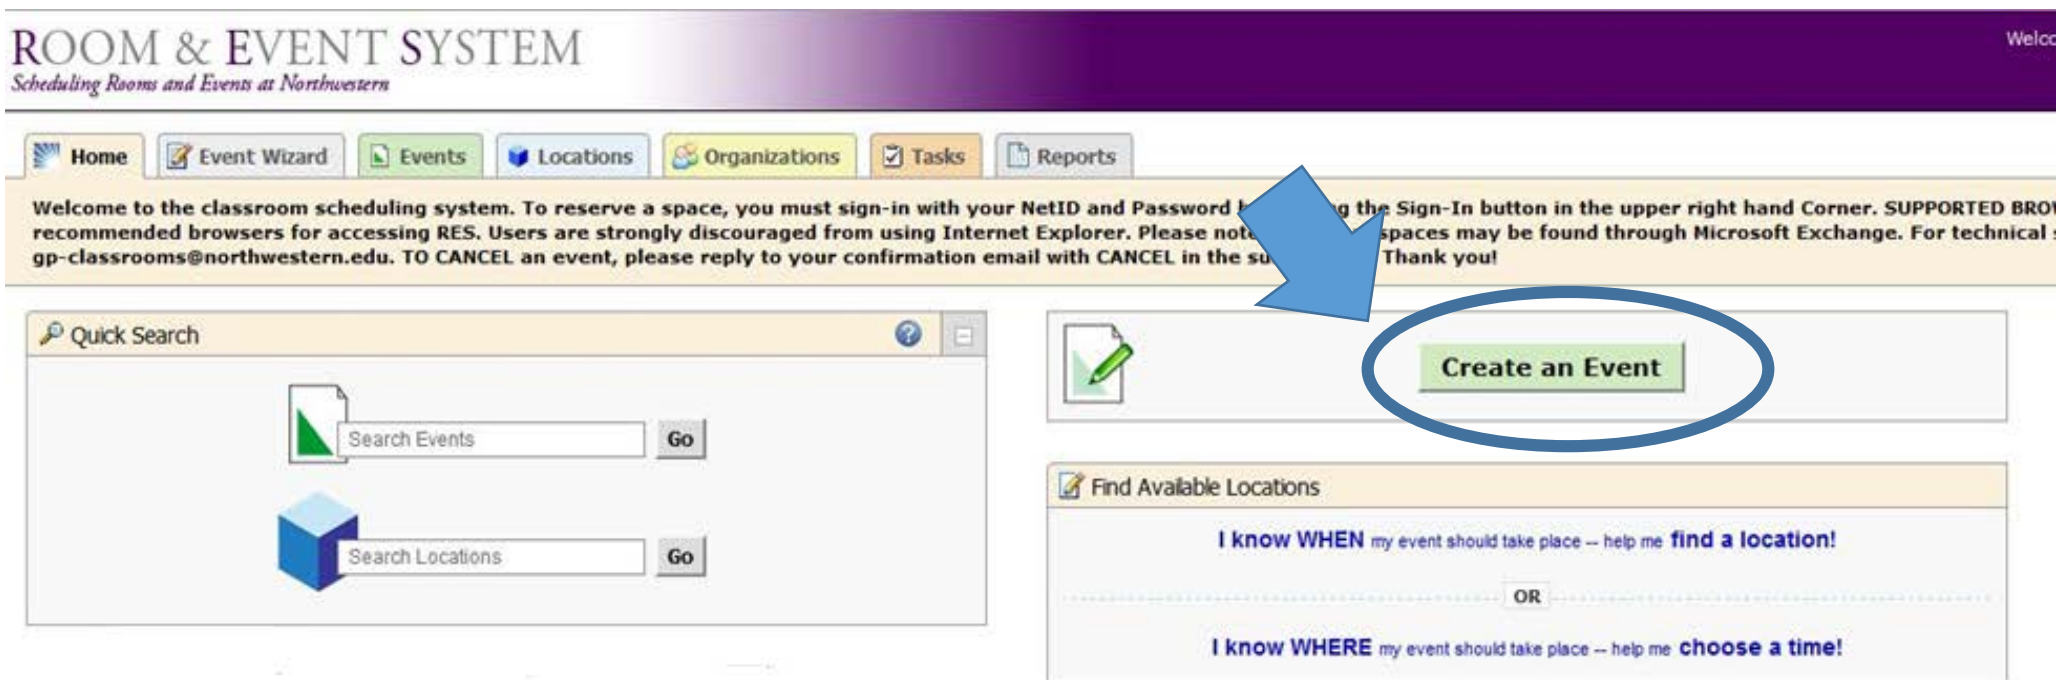 ROOM & EVENT SYSTEM
Scheduling Rooms and Events at Northwestern
Home Event Wizard Events Locations Organizations Tasks Reports
Welcome to the classroom scheduling system. To reserve a space, you must sign-in with your NetID and Password the Sign-In button in the upper right hand Corner. SUPPORTED
recommended browsers for accessing RES. Users are strongly discouraged from using Internet Explorer. Please spaces may be found through Microsoft Exchange. For technical
gp-classrooms@northwestern.edu. TO CANCEL an event, please reply to your confirmation email with CANCEL in the Thank you!
Quick Search
Search Events Go
Search Locations Go
Create an Event
Find Available Locations
I know WHEN my event should take place -- help me find a location!
OR
I know WHERE my event should take place -- help me choose a time!